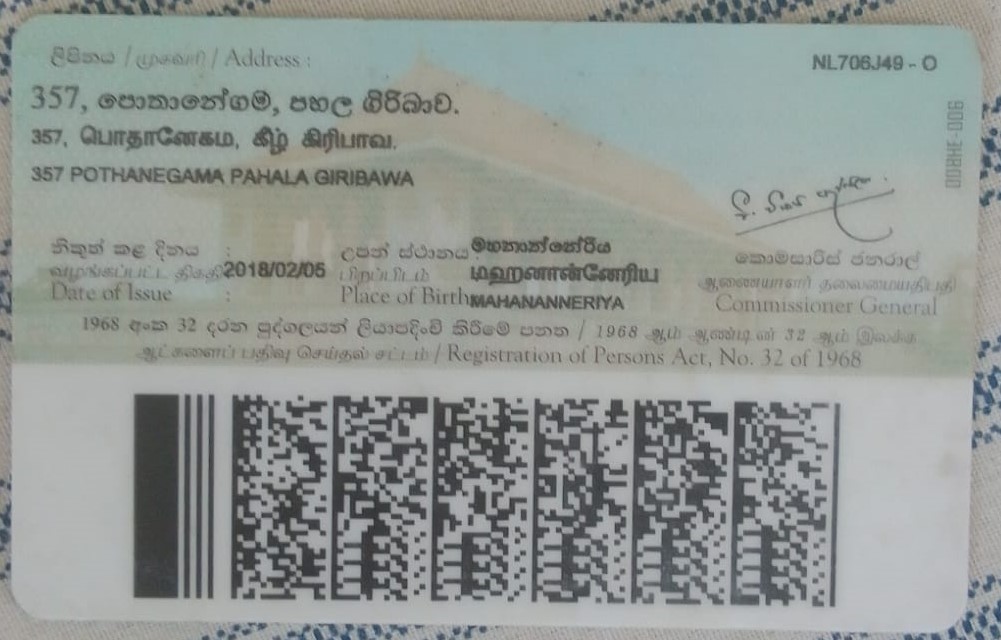 ලිපිනය / முகவரி / Address :
NL706J49 - O
357, පොතානේගම, පහල ගිරිබාව.
357, பொதானேகம, கீழ் கிரிபாவ.
357 POTHANEGAMA PAHALA GIRIBAWA
00BHE-006
නිකුත් කළ දිනය : උපන් ස්ථානය: මහනාන්නේරිය
வழங்கப்பட்ட திகதி 2018/02/05 பிறப்பிடம் மஹனான்னேரிய
Date of Issue : Place of Birth MAHANANNERIYA
කොමසාරිස් ජනරාල්
ஆணையாளர் தலைமையதிபதி
Commissioner General
1968 අංක 32 දරන පුද්ගලයන් ලියාපදිංචි කිරීමේ පනත / 1968 ஆம் ஆண்டின் 32 ஆம் இலக்க
ஆட்களைப் பதிவு செய்தல் சட்டம் / Registration of Persons Act, No. 32 of 1968